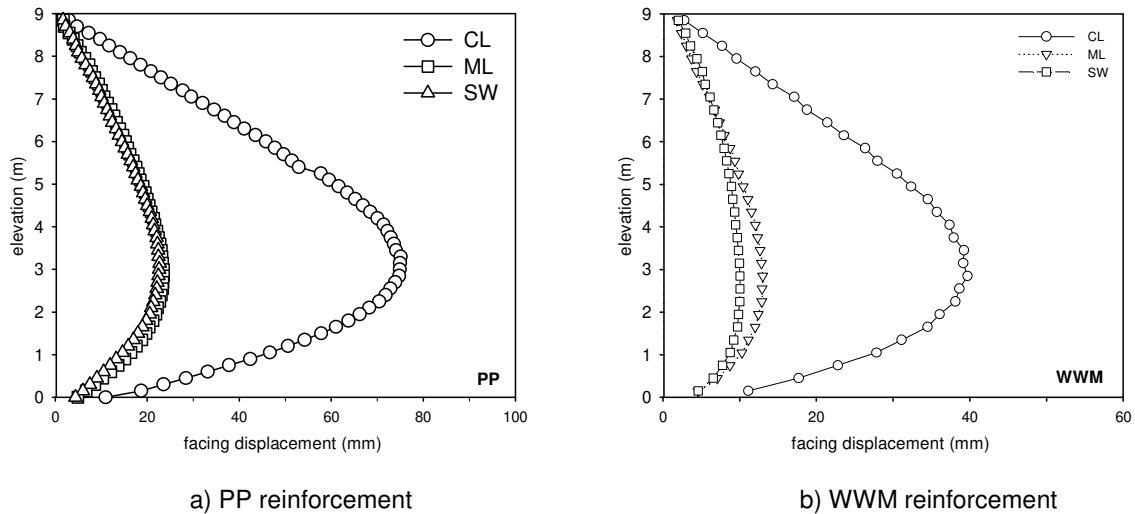 9
8
7
6
5
4
3
2
1
0
elevation (m)
0 20 40 60 80 100
facing displacement (mm)
CL
ML
SW
PP
a) PP reinforcement
9
8
7
6
5
4
3
2
1
0
elevation (m)
0 20 40 60
facing displacement (mm)
CL
ML
SW
WWM
b) WWM reinforcement